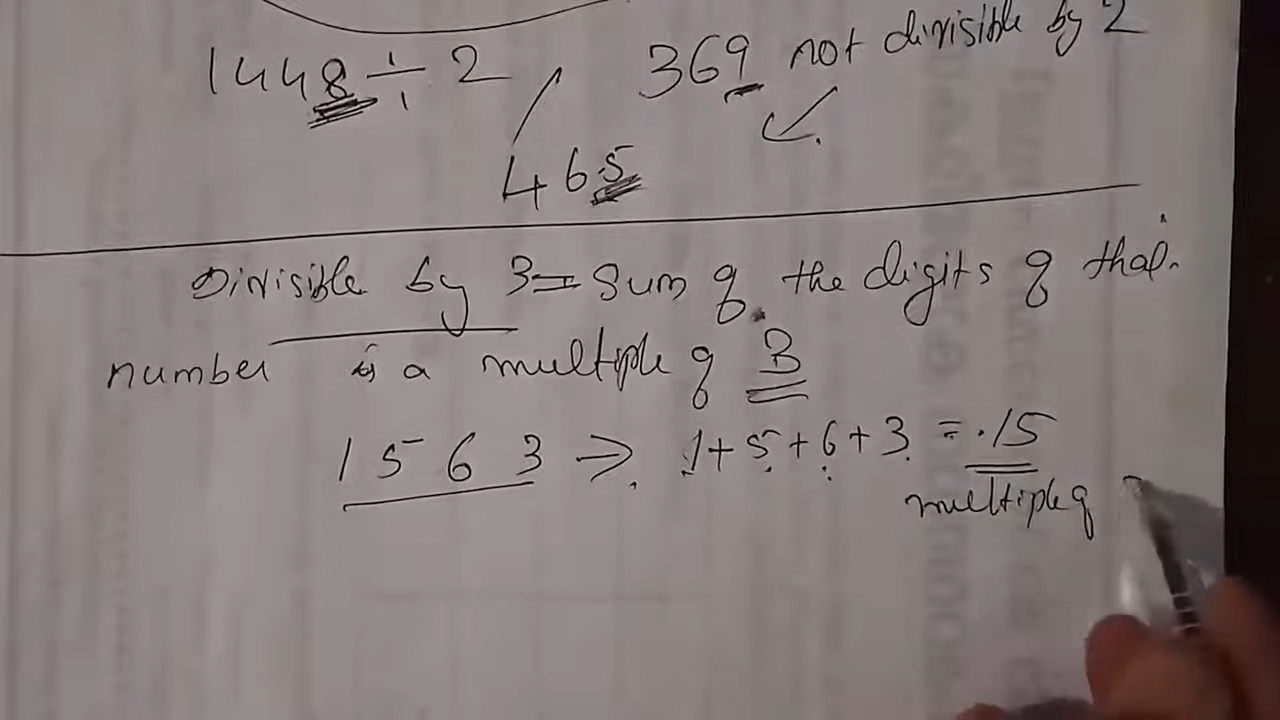 1448 ÷ 2 369 not divisible by 2
465
Divisible by 3 = Sum of the digits of that
number is a multiple of 3
1563 ⇒ 1+5+6+3 = 15
multiple of